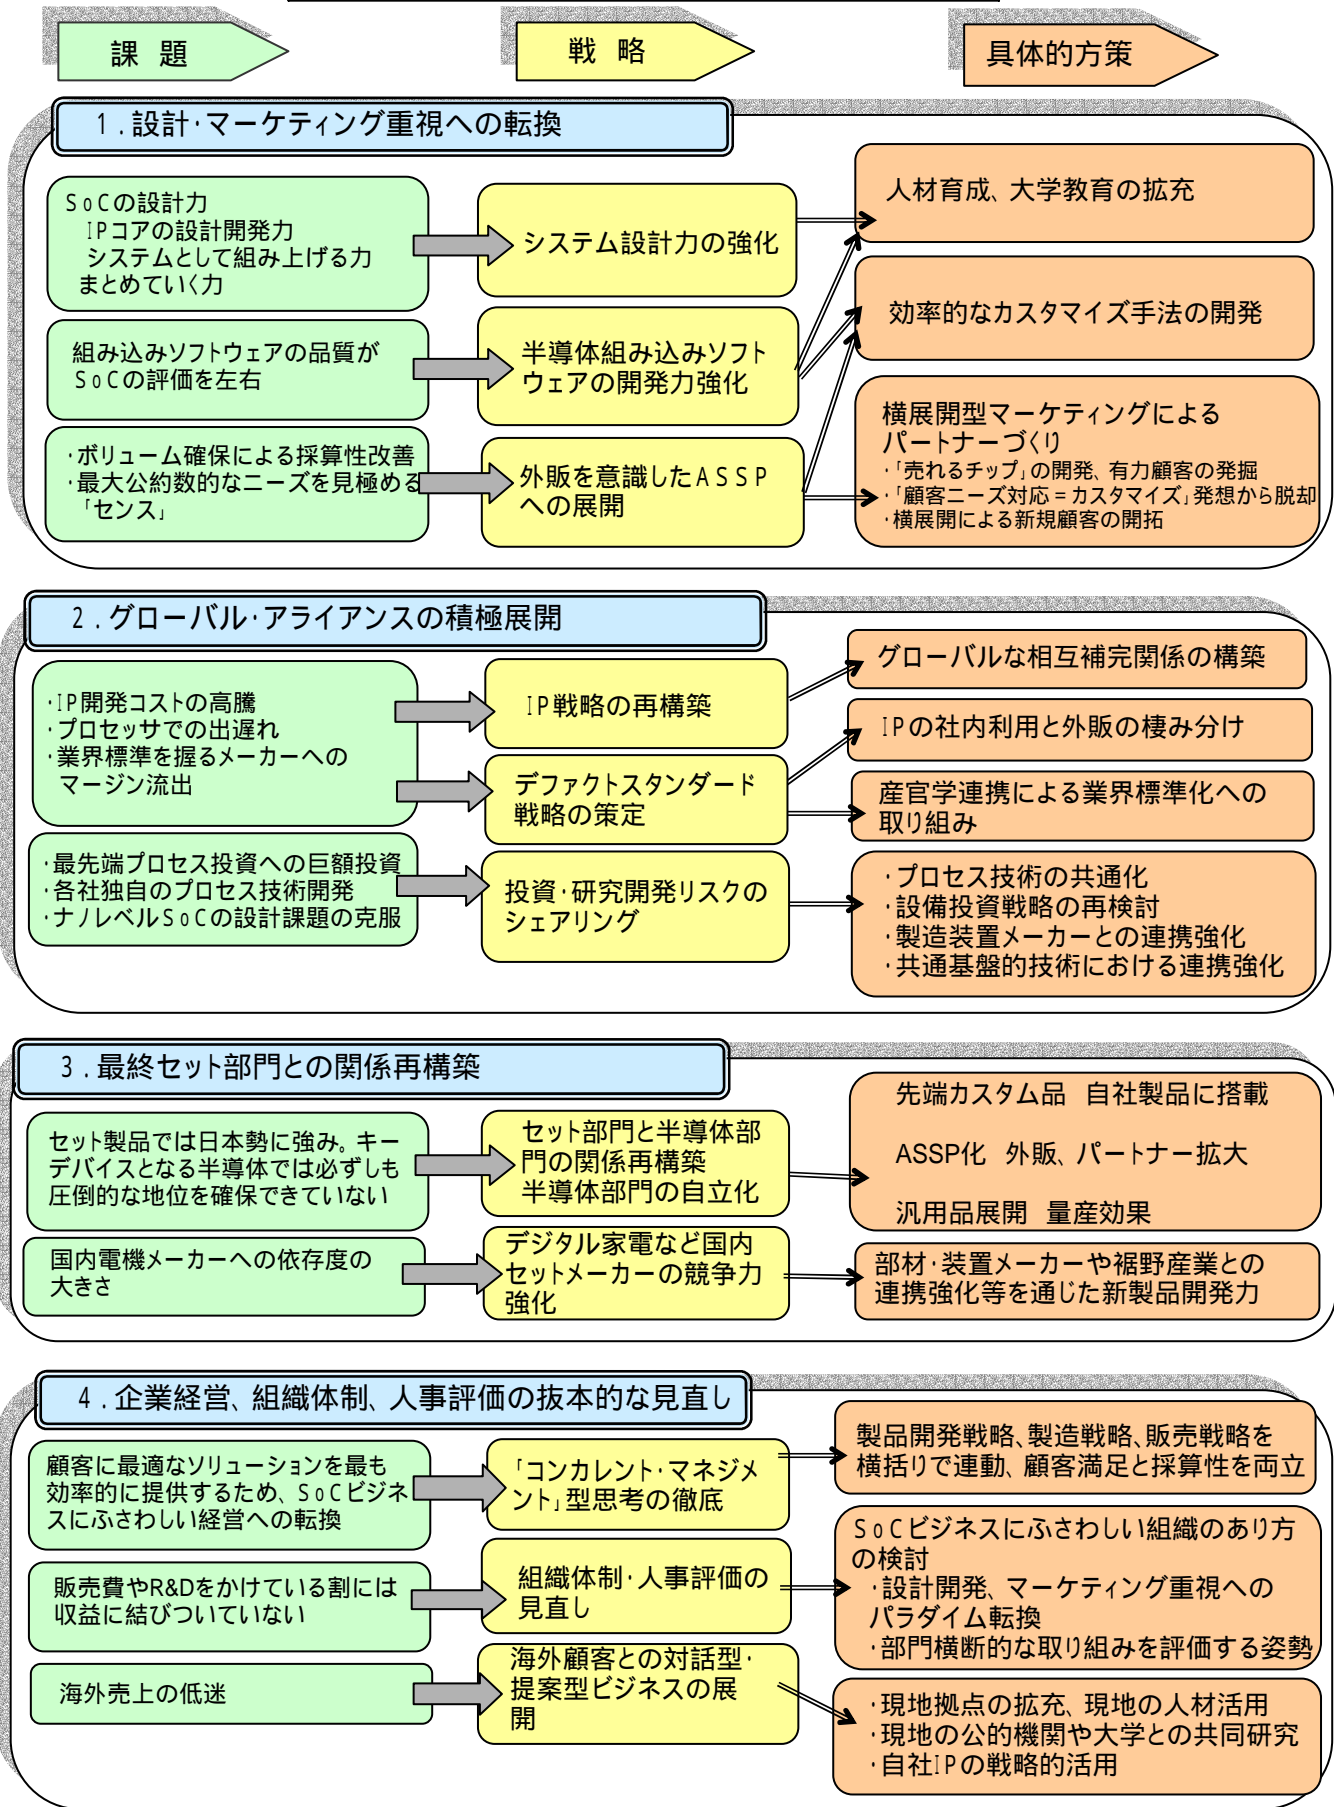 課 題
戦 略
具体的方策
1.設計・マーケティング重視への転換
SoCの設計力
IPコアの設計開発力
システムとして組み上げる力
まとめていく力
システム設計力の強化
人材育成、大学教育の拡充
組み込みソフトウェアの品質が
SoCの評価を左右
半導体組み込みソフト
ウェアの開発力強化
効率的なカスタマイズ手法の開発
・ボリューム確保による採算性改善
・最大公約数的なニーズを見極める
「センス」
外販を意識したASSP
への展開
横展開型マーケティングによる
パートナーづくり
・「売れるチップ」の開発、有力顧客の発掘
・「顧客ニーズ対応=カスタマイズ」発想から脱却
・横展開による新規顧客の開拓
2.グローバル・アライアンスの積極展開
・IP開発コストの高騰
・プロセッサでの出遅れ
・業界標準を握るメーカーへの
マージン流出
IP戦略の再構築
デファクトスタンダード
戦略の策定
グローバルな相互補完関係の構築
IPの社内利用と外販の棲み分け
産官学連携による業界標準化への
取り組み
・最先端プロセス投資への巨額投資
・各社独自のプロセス技術開発
・ナノレベルSoCの設計課題の克服
投資・研究開発リスクの
シェアリング
・プロセス技術の共通化
・設備投資戦略の再検討
・製造装置メーカーとの連携強化
・共通基盤的技術における連携強化
3.最終セット部門との関係再構築
セット製品では日本勢に強み。キー
デバイスとなる半導体では必ずしも
圧倒的な地位を確保できていない
セット部門と半導体部
門の関係再構築
半導体部門の自立化
先端カスタム品 自社製品に搭載
ASSP化 外販、パートナー拡大
汎用品展開 量産効果
国内電機メーカーへの依存度の
大きさ
デジタル家電など国内
セットメーカーの競争力
強化
部材・装置メーカーや裾野産業との
連携強化等を通じた新製品開発力
4.企業経営、組織体制、人事評価の抜本的な見直し
顧客に最適なソリューションを最も
効率的に提供するため、SoCビジネ
スにふさわしい経営への転換
「コンカレント・マネジメ
ント」型思考の徹底
製品開発戦略、製造戦略、販売戦略を
横括りで連動、顧客満足と採算性を両立
販売費やR&Dをかけている割には
収益に結びついていない
組織体制・人事評価の
見直し
SoCビジネスにふさわしい組織のあり方
の検討
・設計開発、マーケティング重視への
パラダイム転換
・部門横断的な取り組みを評価する姿勢
海外売上の低迷
海外顧客との対話型・
提案型ビジネスの展
開
・現地拠点の拡充、現地の人材活用
・現地の公的機関や大学との共同研究
・自社IPの戦略的活用